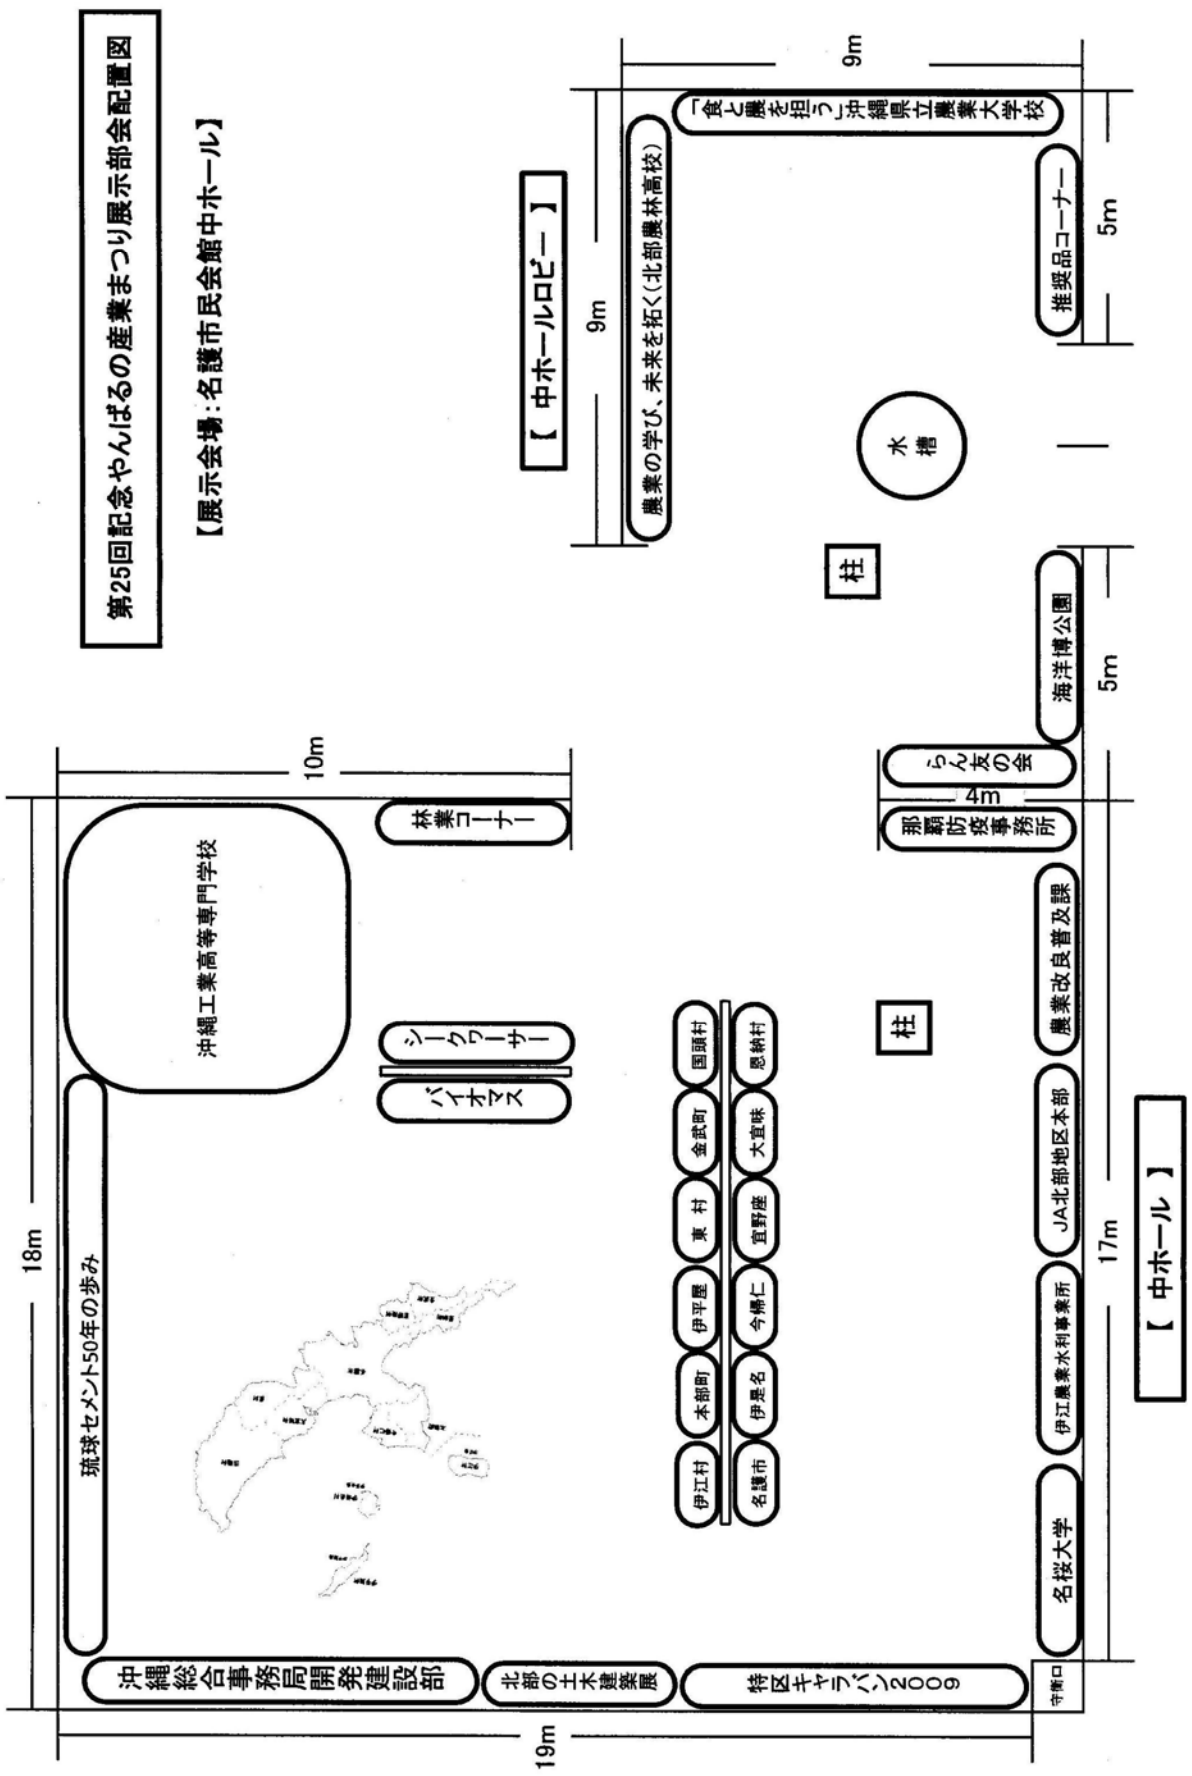 第25回記念やんばるの産業まつり展示部会配置図
【展示会場:名護市民会館中ホール】
18m
10m
琉球セメント50年の歩み
沖縄工業高等専門学校
沖縄総合事務局開発建設部
北部の土木建築展
特区キャラバン2009
19m
バイオマス
シークワーサー
林業コーナー
【 中ホールロビー 】
9m
農業の学び、未来を拓く(北部農林高校)
「食と農を担う」沖縄県立農業大学校
9m
伊江村
本部町
伊平屋
東 村
金武町
国頭村
名護市
伊是名
今帰仁
宜野座
大宜味
恩納村
柱
柱
水
槽
那覇防疫事務所
4m
らん友の会
守衛口
名桜大学
伊江農業水利事業所
JA北部地区本部
農業改良普及課
海洋博公園
推奨品コーナー
17m
5m
5m
【 中ホール 】